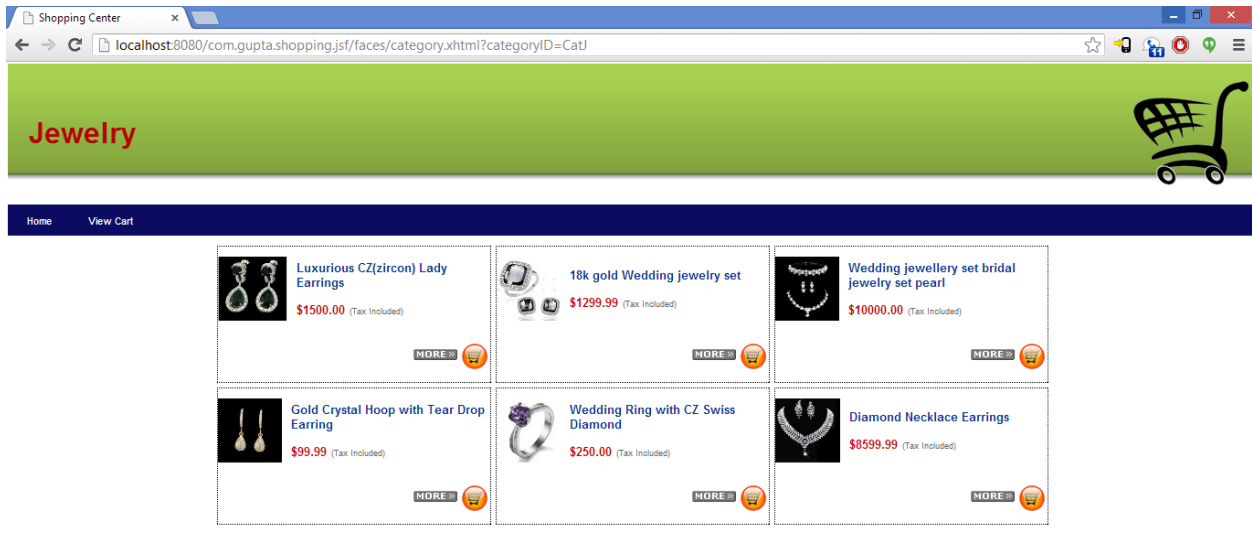 Shopping Center
localhost:8080/com.gupta.shopping.jsf/faces/category.xhtml?categoryID=CatJ
11
Jewelry
Home View Cart
Luxurious CZ(zircon) Lady
Earrings
$1500.00 (Tax Included)
MORE »
18k gold Wedding jewelry set
$1299.99 (Tax Included)
MORE »
Wedding jewellery set bridal
jewelry set pearl
$10000.00 (Tax Included)
MORE »
Gold Crystal Hoop with Tear Drop
Earring
$99.99 (Tax Included)
MORE »
Wedding Ring with CZ Swiss
Diamond
$250.00 (Tax Included)
MORE »
Diamond Necklace Earrings
$8599.99 (Tax Included)
MORE »